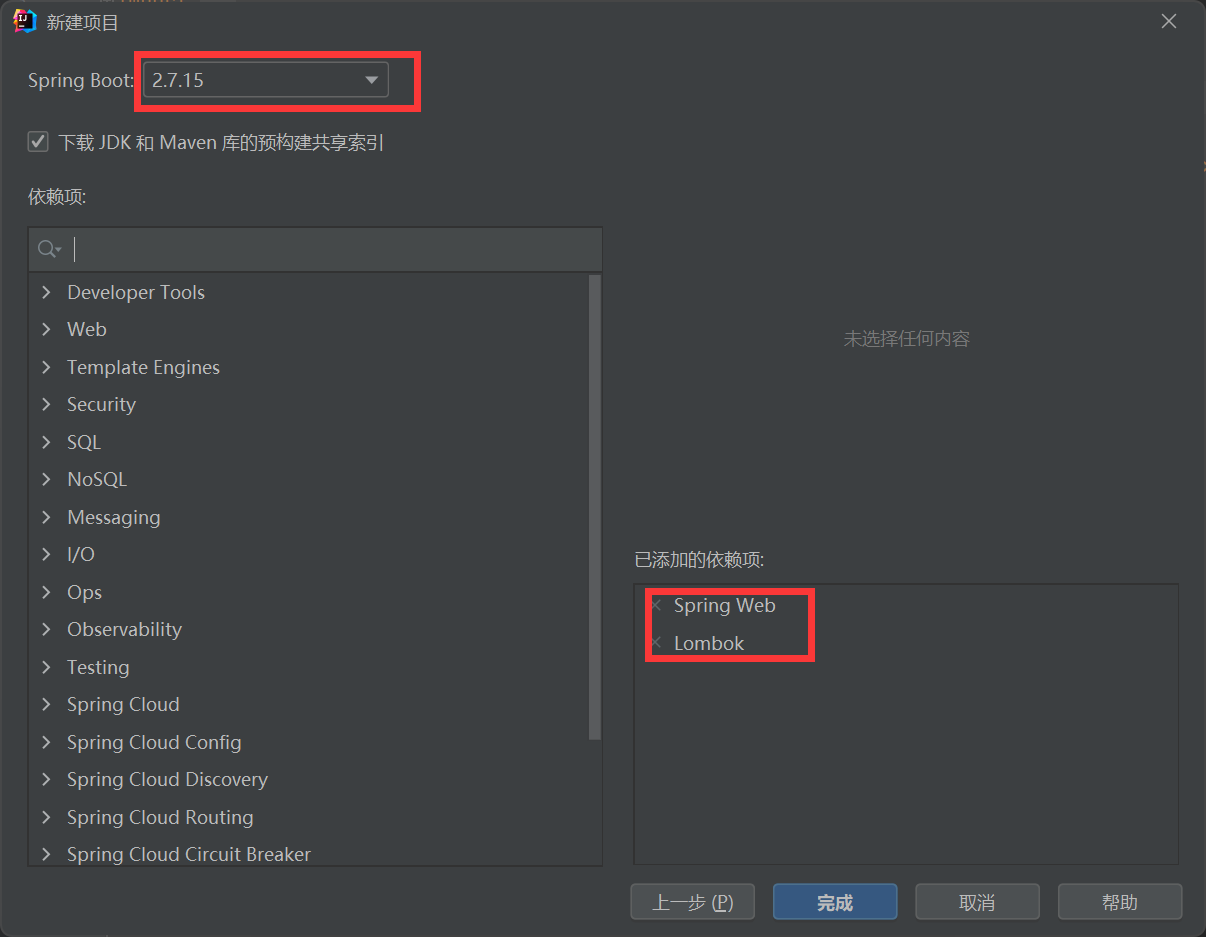 新建项目
Spring Boot: 2.7.15
下载 JDK 和 Maven 库的预构建共享索引
依赖项:
Developer Tools
Web
Template Engines
Security
SQL
NoSQL
Messaging
I/O
Ops
Observability
Testing
Spring Cloud
Spring Cloud Config
Spring Cloud Discovery
Spring Cloud Routing
Spring Cloud Circuit Breaker
未选择任何内容
已添加的依赖项:
Spring Web
Lombok
上一步 (P) 完成 取消 帮助